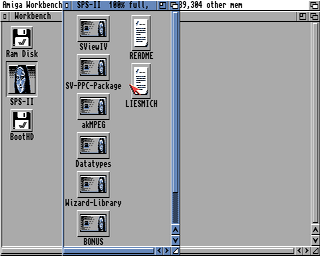 Amiga Workbench
SPS-II 100% full,
39,304 other mem
Workbench
Ram Disk
SPS-II
BootHD
SViewIV
SV-PPC-Package
akMPEG
Datatypes
Wizard-Library
BONUS
README
LIESMICH